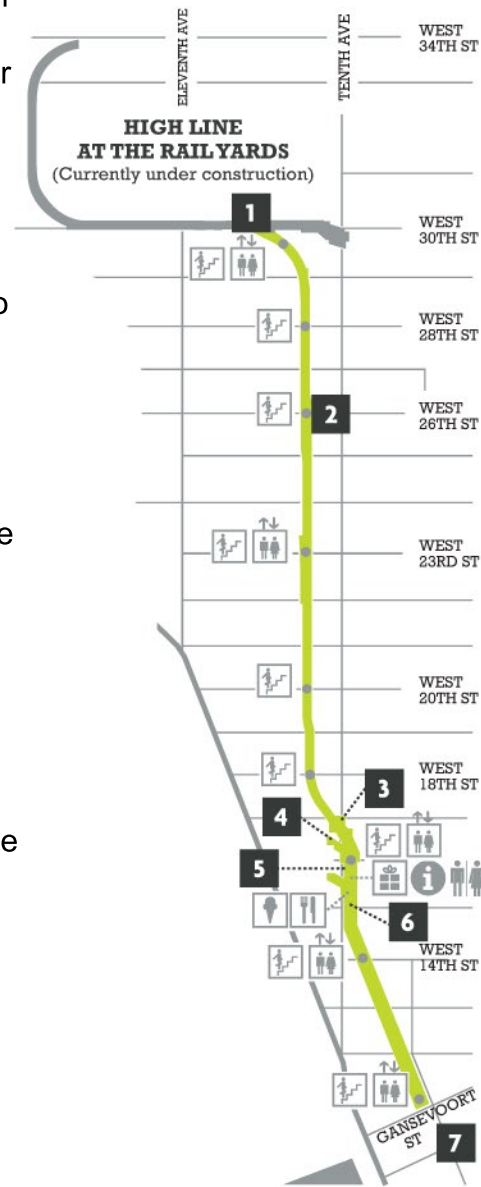 r
ELEVENTH AVE
TENTH AVE
WEST
34TH ST
HIGH LINE
AT THE RAIL YARDS
(Currently under construction)
1
WEST
30TH ST
WEST
28TH ST
2
WEST
26TH ST
e
WEST
23RD ST
WEST
20TH ST
WEST
18TH ST
3
4
e
5
i
6
WEST
14TH ST
GANSEVOORT
ST
7